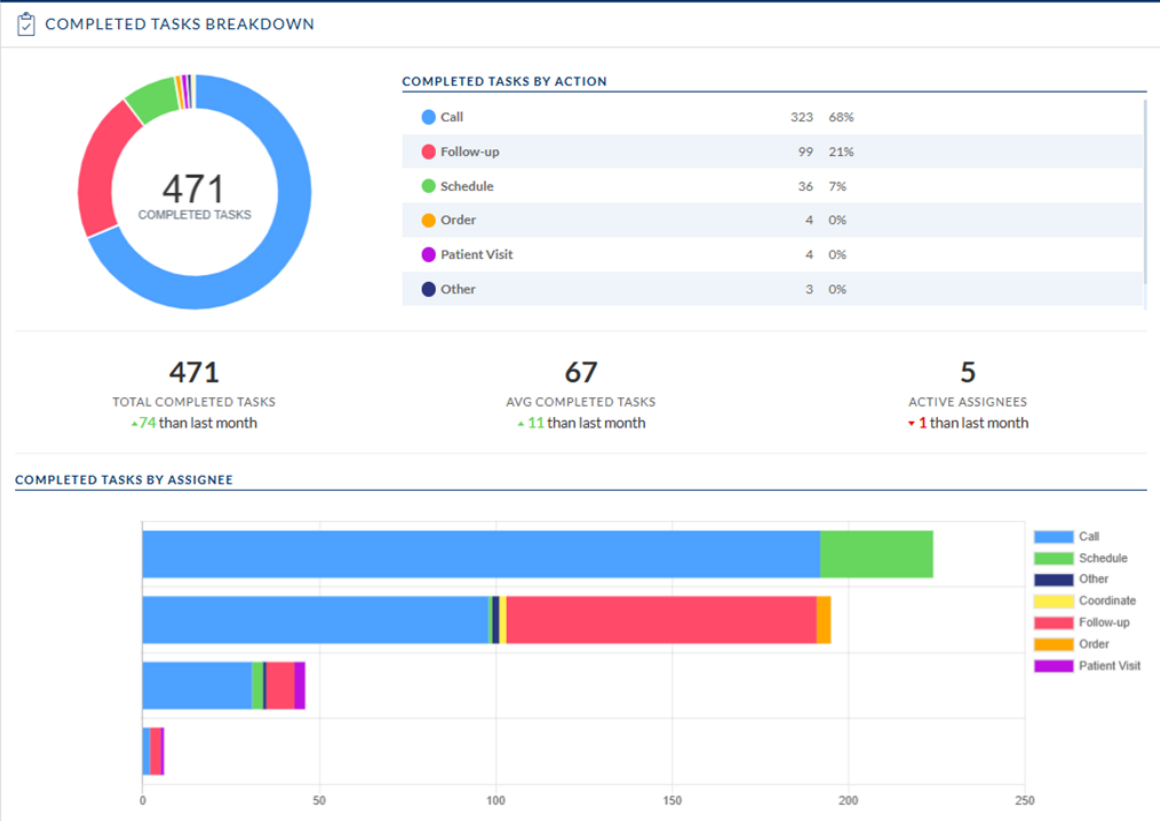 COMPLETED TASKS BREAKDOWN
471
COMPLETED TASKS
COMPLETED TASKS BY ACTION
Call 323 68%
Follow-up 99 21%
Schedule 36 7%
Order 4 0%
Patient Visit 4 0%
Other 3 0%
471
TOTAL COMPLETED TASKS
74 than last month
67
AVG COMPLETED TASKS
11 than last month
5
ACTIVE ASSIGNEES
1 than last month
COMPLETED TASKS BY ASSIGNEE
Call
Schedule
Other
Coordinate
Follow-up
Order
Patient Visit
0 50 100 150 200 250